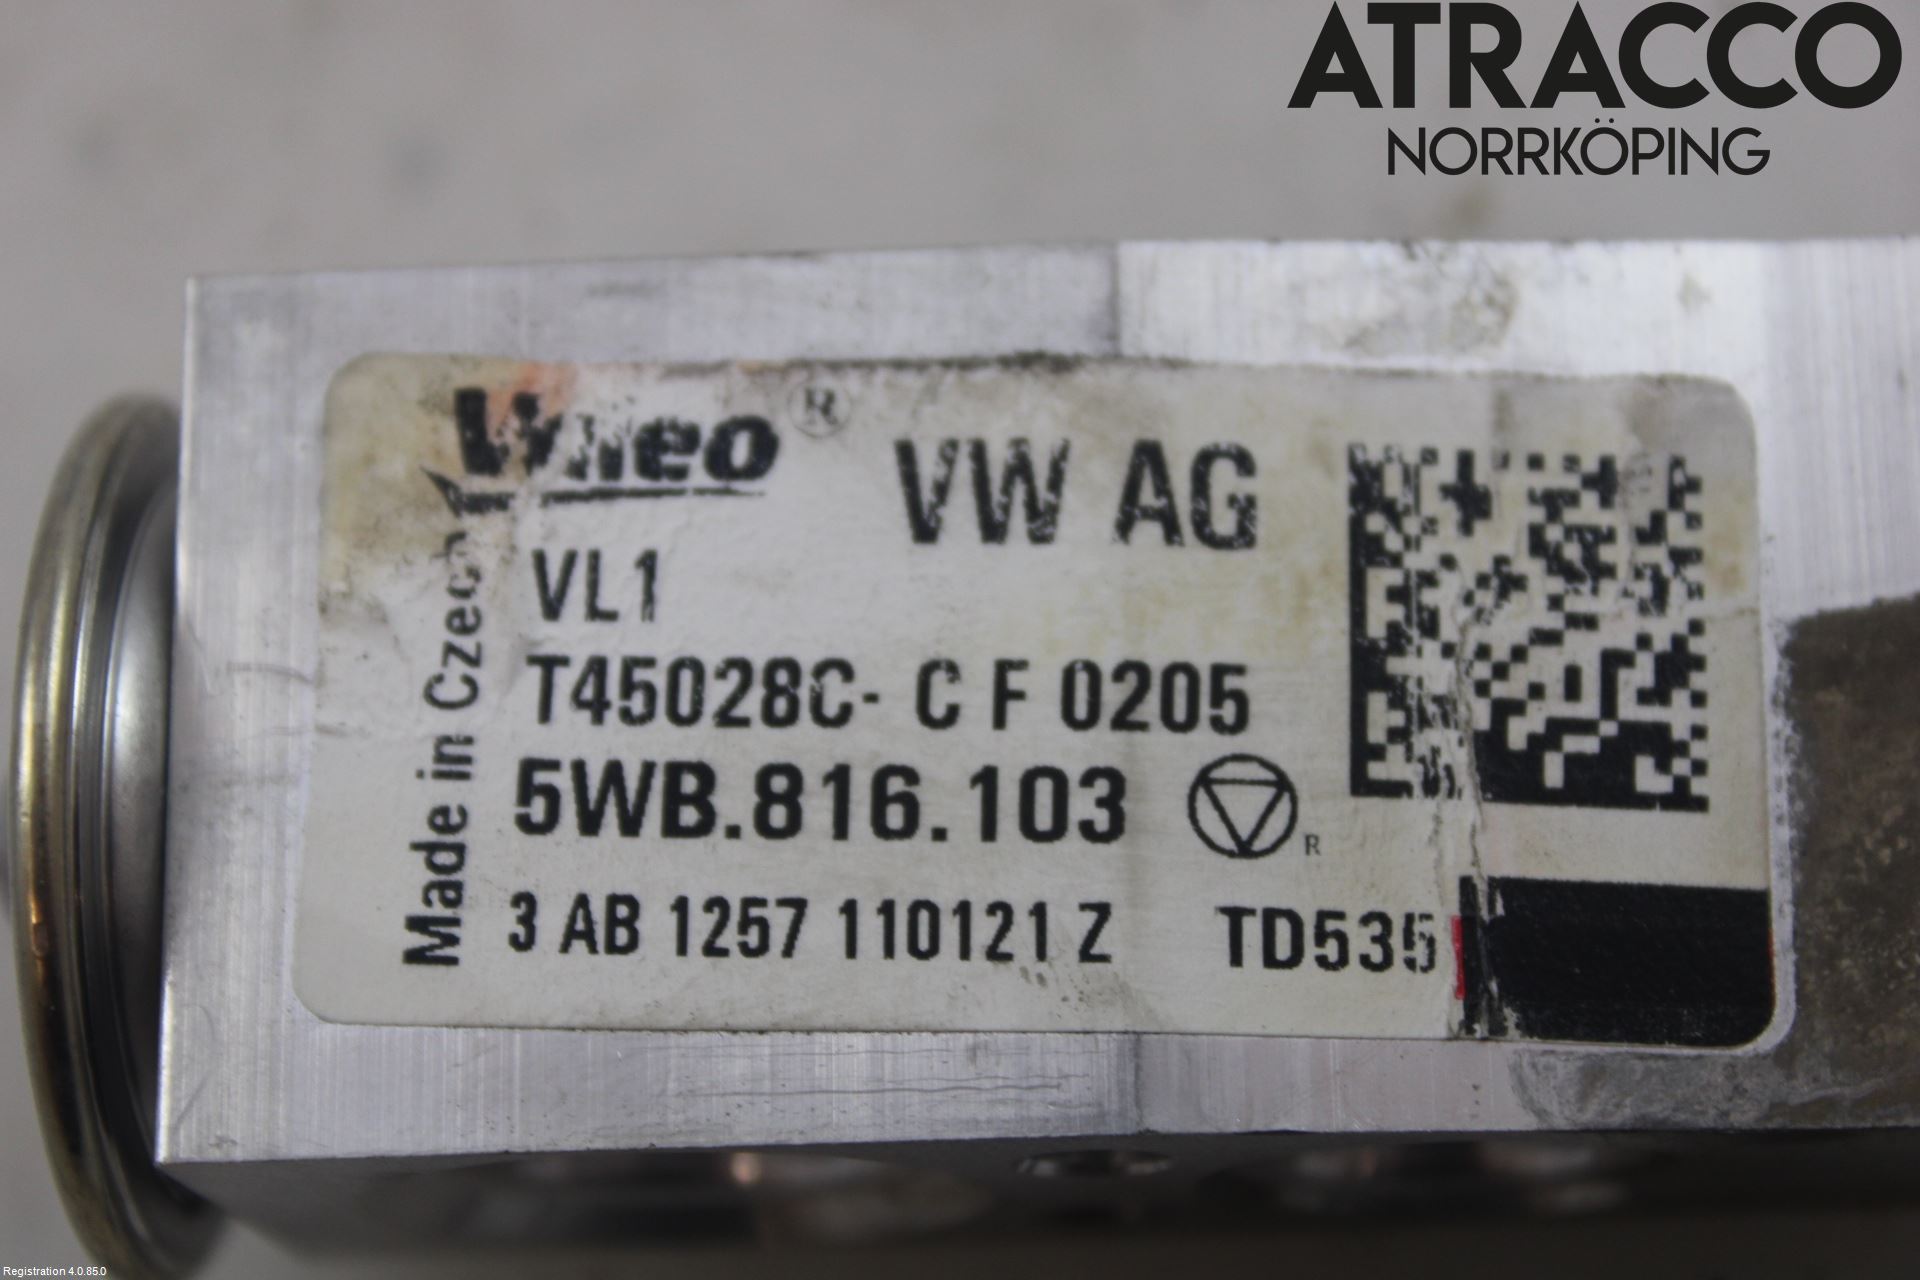 ATRACCO
NORRKÖPING
Valeo ®
VW AG
VL1
T45028C- C F 0205
5WB.816.103
R
3 AB 1257 110121 Z TD535
Made in Czech
Registration 4.0.85.0